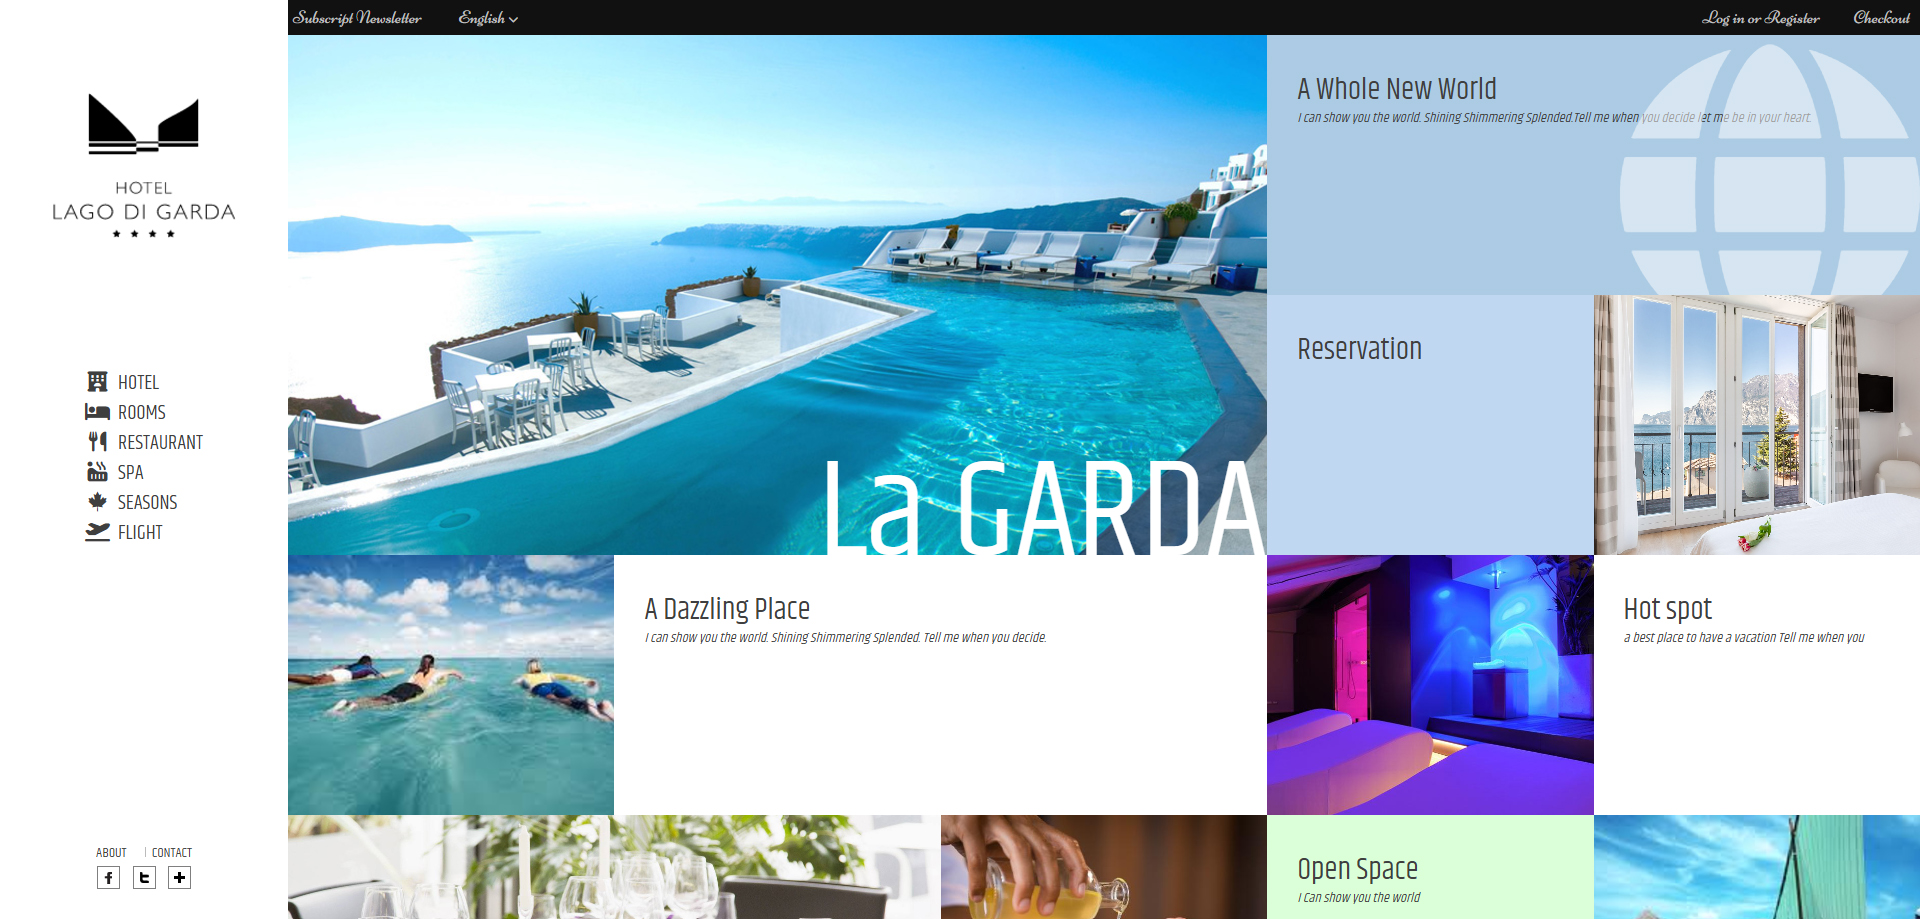 Subscript Newsletter
English
Log in or Register
Checkout
HOTEL
LAGO DI GARDA
HOTEL
ROOMS
RESTAURANT
SPA
SEASONS
FLIGHT
ABOUT
CONTACT
La GARDA
A Whole New World
I can show you the world. Shining Shimmering Splended.Tell me when you decide let me be in your heart.
Reservation
A Dazzling Place
I can show you the world. Shining Shimmering Splended. Tell me when you decide.
Hot spot
a best place to have a vacation Tell me when you
Open Space
I Can show you the world